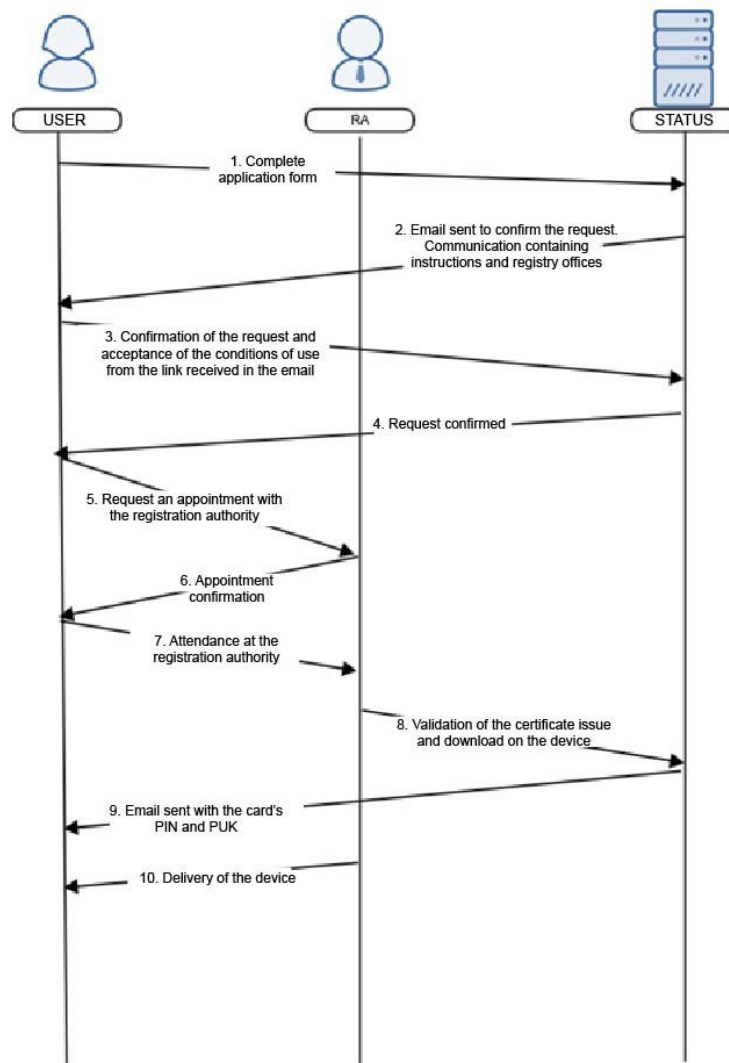 USER
RA
STATUS
1. Complete
application form
2. Email sent to confirm the request.
Communication containing
instructions and registry offices
3. Confirmation of the request and
acceptance of the conditions of use
from the link received in the email
4. Request confirmed
5. Request an appointment with
the registration authority
6. Appointment
confirmation
7. Attendance at the
registration authority
8. Validation of the certificate issue
and download on the device
9. Email sent with the card's
PIN and PUK
10. Delivery of the device